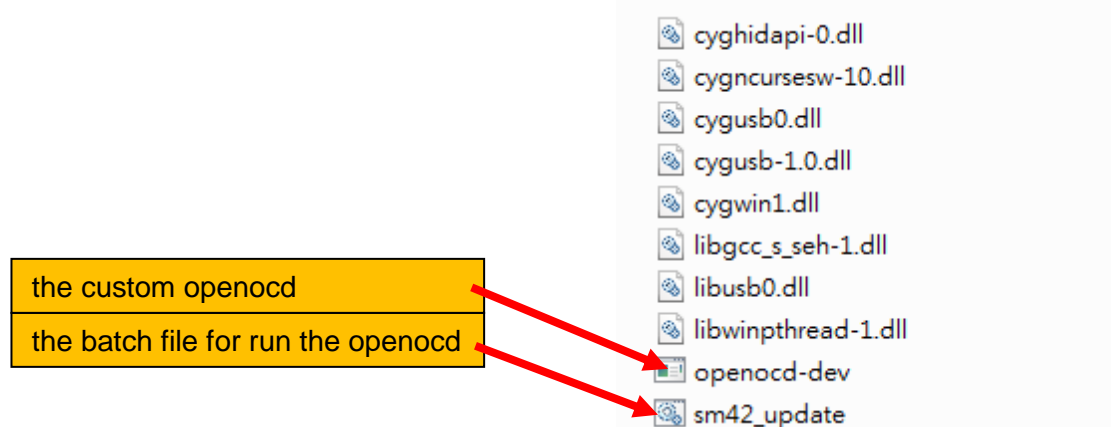 cyghidapi-0.dll
cygncursesw-10.dll
cygusb0.dll
cygusb-1.0.dll
cygwin1.dll
libgcc_s_seh-1.dll
libusb0.dll
libwinpthread-1.dll
openocd-dev
sm42_update
the custom openocd
the batch file for run the openocd